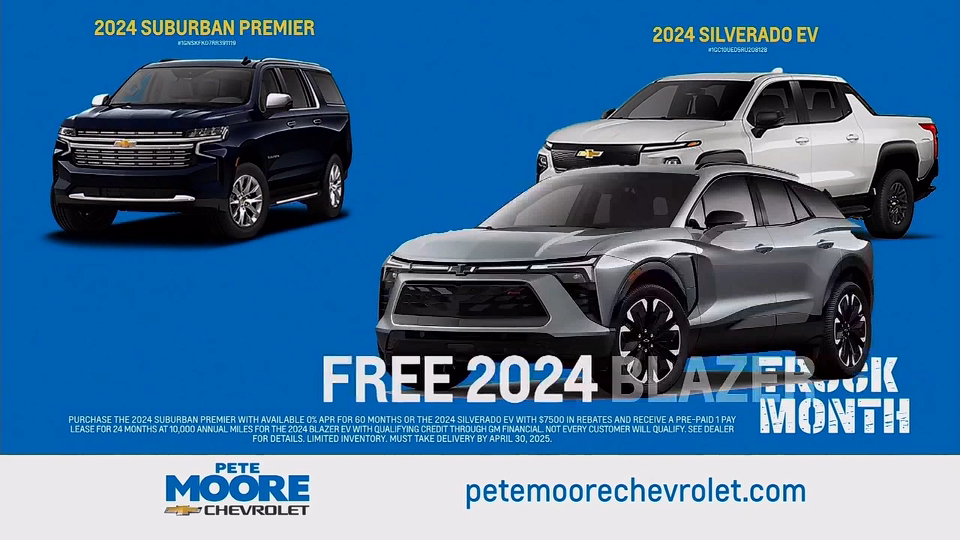 2024 SUBURBAN PREMIER
2024 SILVERADO EV
FREE 2024 BLAZER
TRUCK
MONTH
PURCHASE THE 2024 SUBURBAN PREMIER WITH AVAILABLE 0% APR FOR 60 MONTHS OR THE 2024 SILVERADO EV WITH $7500 IN REBATES AND RECEIVE A PRE-PAID 1 PAY
LEASE FOR 24 MONTHS AT 10,000 ANNUAL MILES FOR THE 2024 BLAZER EV WITH QUALIFYING CREDIT THROUGH GM FINANCIAL. NOT EVERY CUSTOMER WILL QUALIFY. SEE DEALER
FOR DETAILS. LIMITED INVENTORY. MUST TAKE DELIVERY BY APRIL 30, 2025.
PETE
MOORE
CHEVROLET
petemoorechevrolet.com